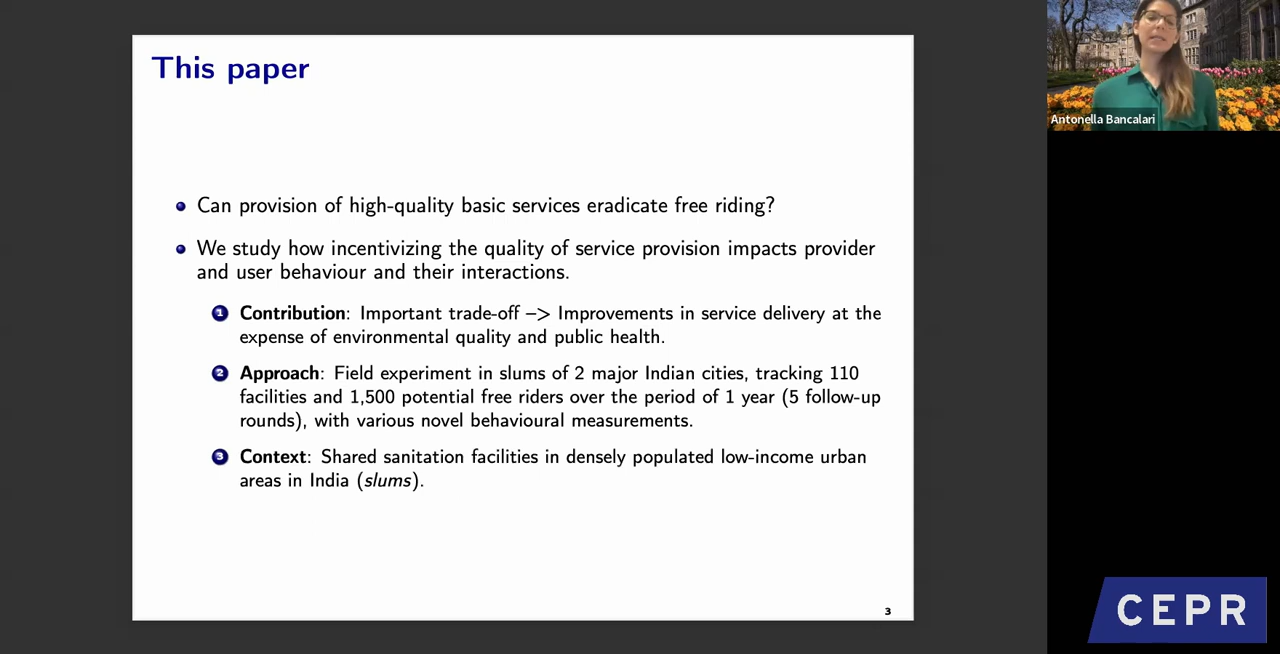 This paper
Can provision of high-quality basic services eradicate free riding?
We study how incentivizing the quality of service provision impacts provider
and user behaviour and their interactions.
1 Contribution: Important trade-off –> Improvements in service delivery at the
expense of environmental quality and public health.
2 Approach: Field experiment in slums of 2 major Indian cities, tracking 110
facilities and 1,500 potential free riders over the period of 1 year (5 follow-up
rounds), with various novel behavioural measurements.
3 Context: Shared sanitation facilities in densely populated low-income urban
areas in India (slums).
3
Antonella Bancalari
CEPR